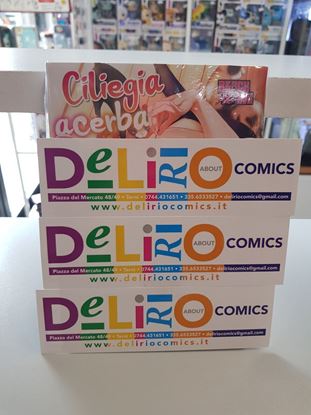 Ciliegia
acerba
DeLiRiO ABOUT COMICS
Piazza del Mercato 48/49 • Terni • 0744.431651 • 335.6533527 • deliriocomics@gmail.com
www.deliriocomics.it
DeLiRiO ABOUT COMICS
Piazza del Mercato 48/49 • Terni • 0744.431651 • 335.6533527 • deliriocomics@gmail.com
www.deliriocomics.it
DeLiRiO ABOUT COMICS
Piazza del Mercato 48/49 • Terni • 0744.431651 • 335.6533527 • deliriocomics@gmail.com
www.deliriocomics.it